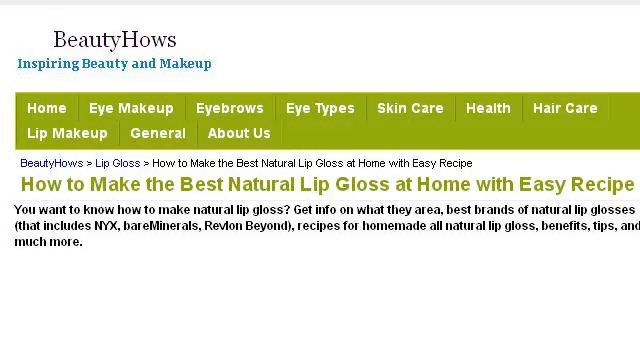 BeautyHows
Inspiring Beauty and Makeup
Home Eye Makeup Eyebrows Eye Types Skin Care Health Hair Care
Lip Makeup General About Us
BeautyHows > Lip Gloss > How to Make the Best Natural Lip Gloss at Home with Easy Recipe
How to Make the Best Natural Lip Gloss at Home with Easy Recipe
You want to know how to make natural lip gloss? Get info on what they area, best brands of natural lip glosses
(that includes NYX, bareMinerals, Revlon Beyond), recipes for homemade all natural lip gloss, benefits, tips, and
much more.